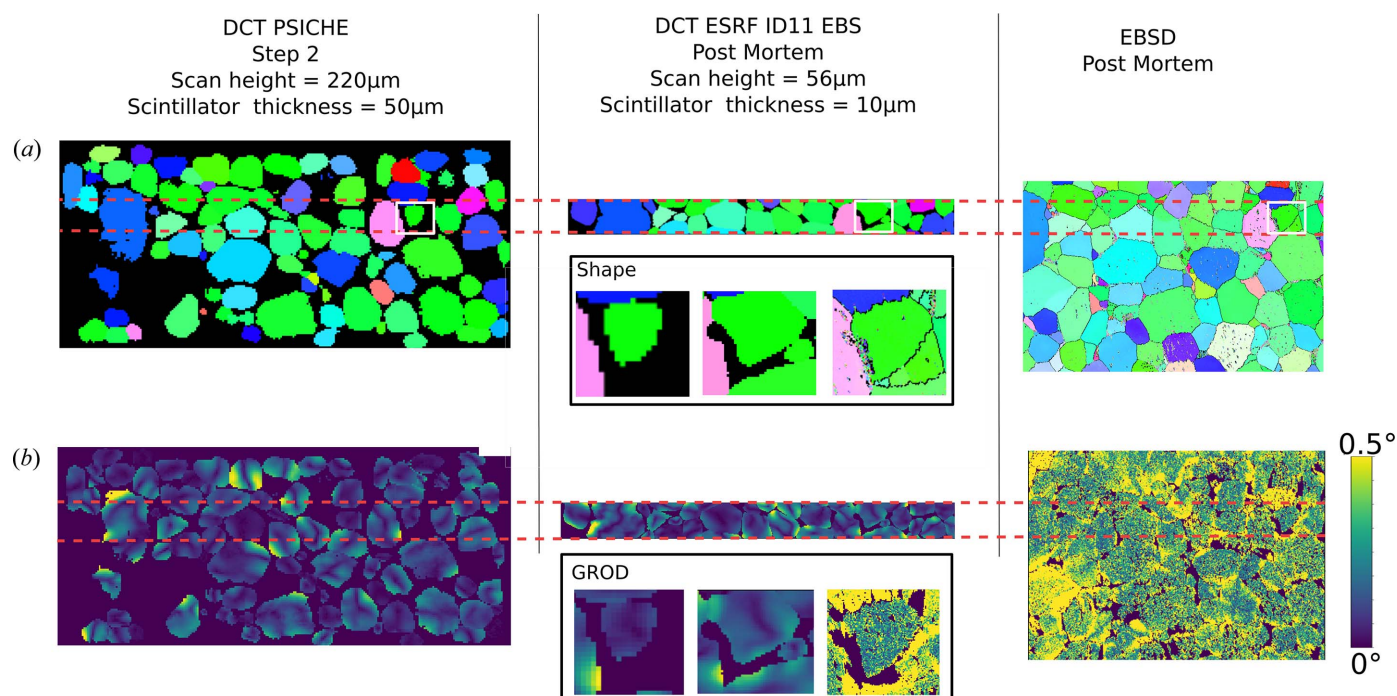 DCT PSICHE
Step 2
Scan height = 220μm
Scintillator thickness = 50μm
DCT ESRF ID11 EBS
Post Mortem
Scan height = 56μm
Scintillator thickness = 10μm
EBSD
Post Mortem
(a)
Shape
(b)
0.5°
0°
GROD